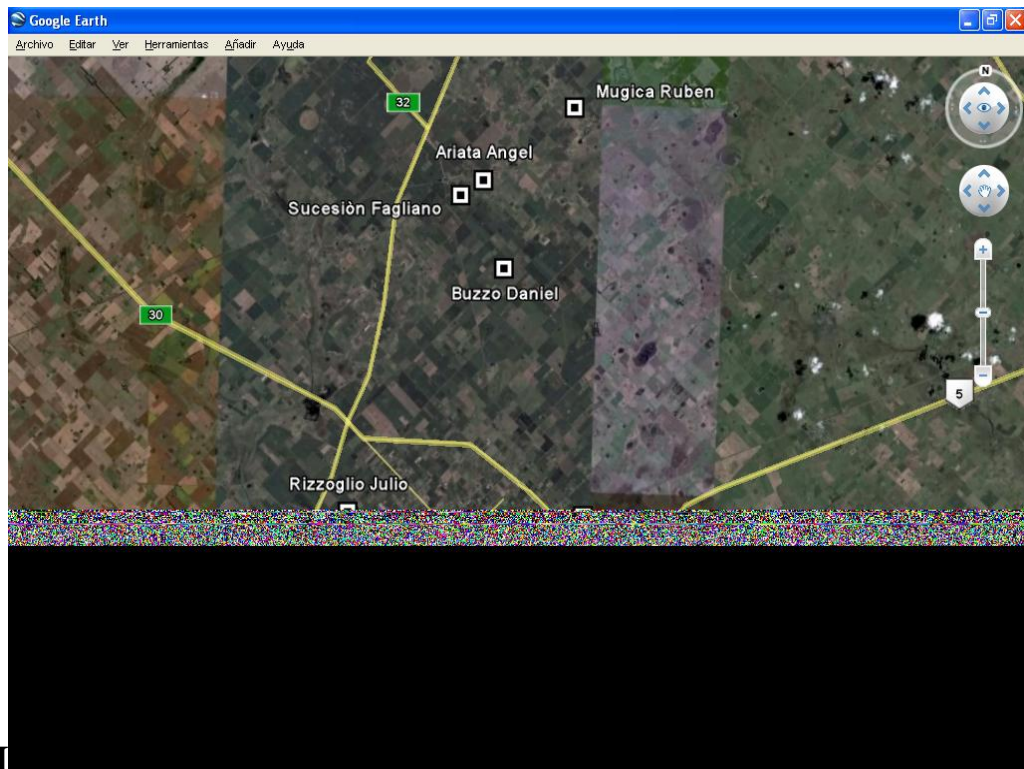 Google Earth
Archivo Editar Ver Herramientas Añadir Ayuda
N
32
Mugica Ruben
Ariata Angel
Sucesiòn Fagliano
Buzzo Daniel
30
5
Rizzoglio Julio